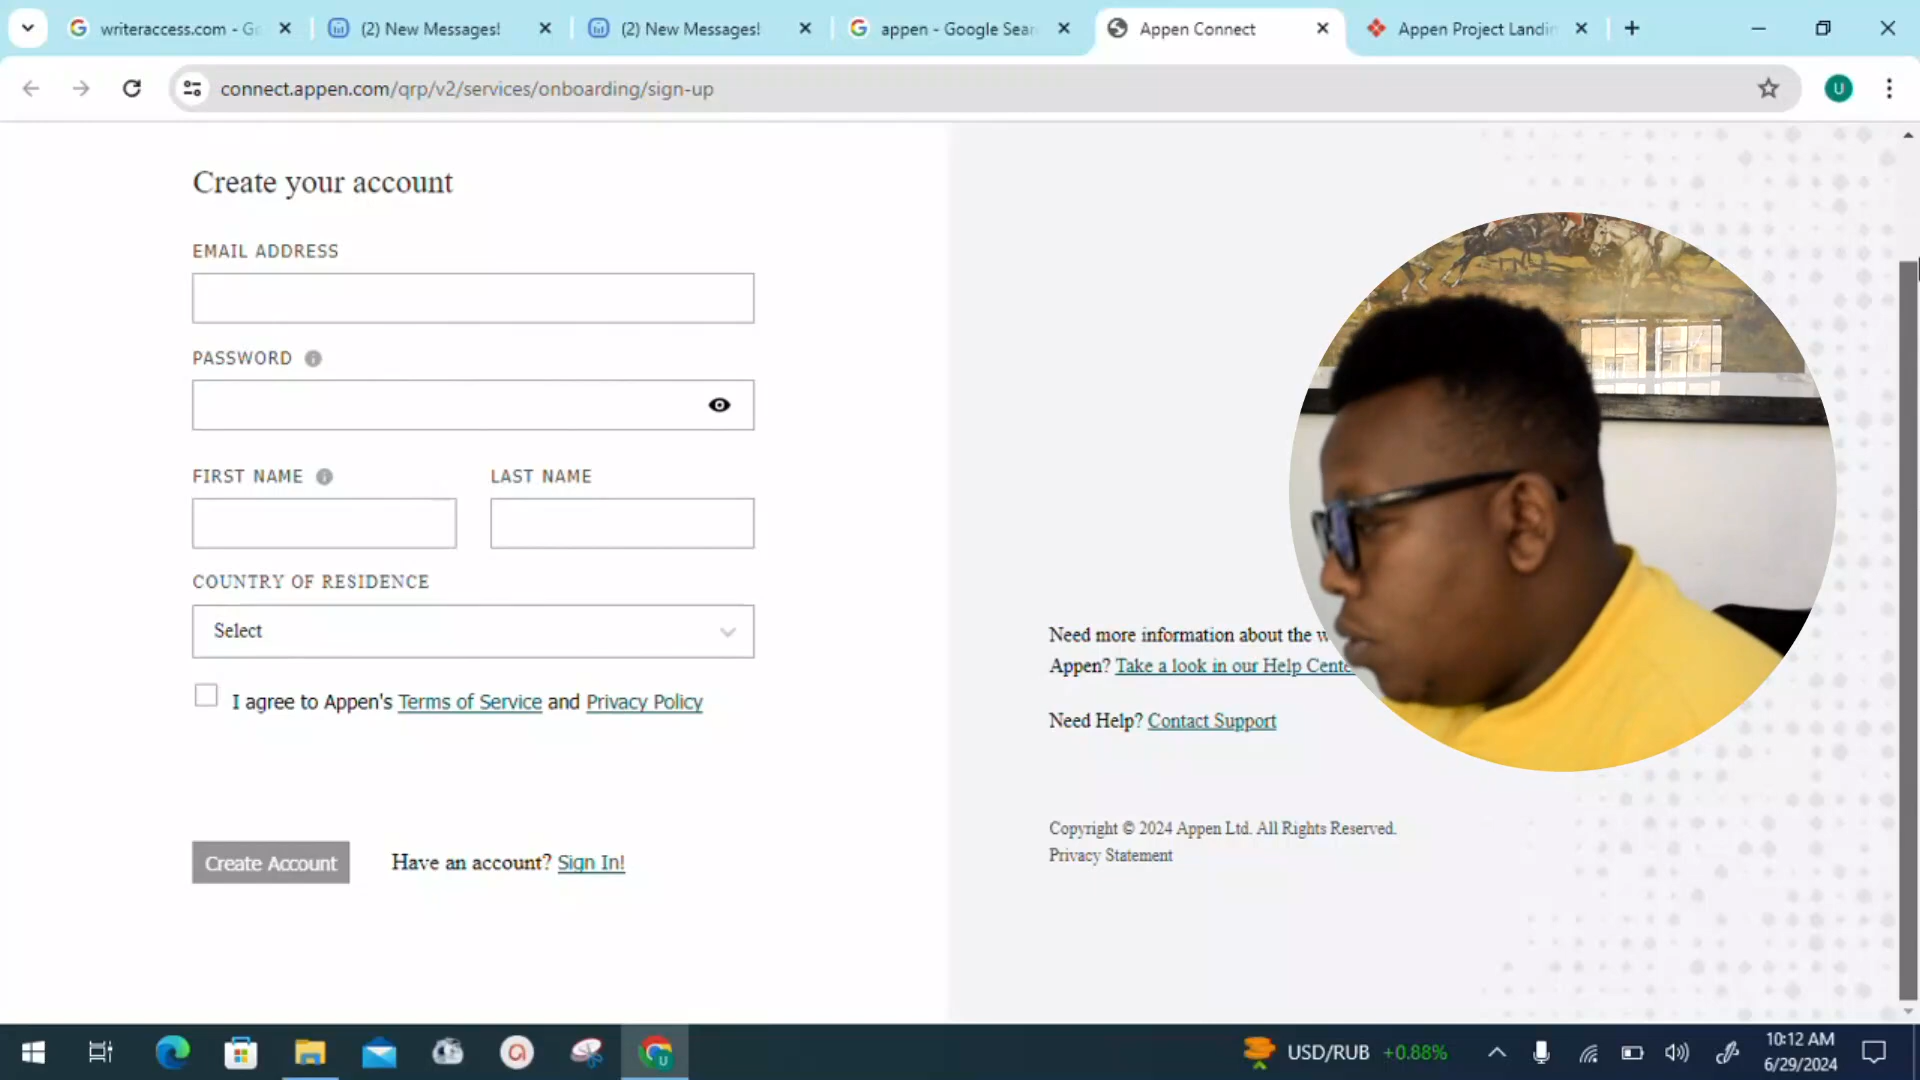 writeraccess.com - G
(2) New Messages!
(2) New Messages!
appen - Google Sear
Appen Connect
Appen Project Landin
connect.appen.com/qrp/v2/services/onboarding/sign-up
U
Create your account
EMAIL ADDRESS
PASSWORD
FIRST NAME
LAST NAME
COUNTRY OF RESIDENCE
Select
I agree to Appen's Terms of Service and Privacy Policy
Create Account
Have an account? Sign In!
Need more information about the w
Appen? Take a look in our Help Cente
Need Help? Contact Support
Copyright © 2024 Appen Ltd. All Rights Reserved.
Privacy Statement
USD/RUB +0.88%
10:12 AM
6/29/2024